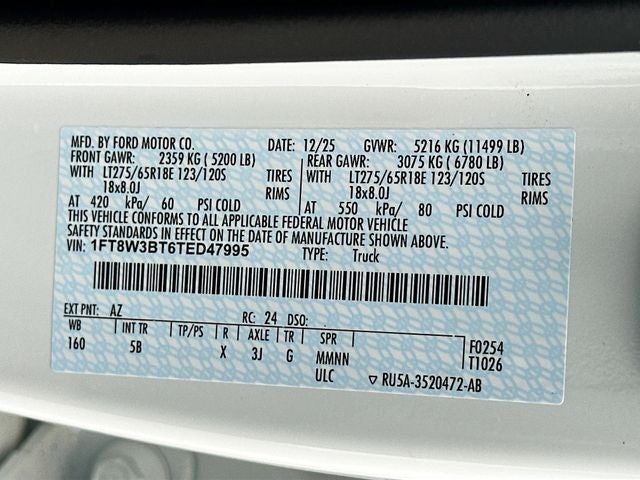 MFD. BY FORD MOTOR CO. DATE: 12/25 GVWR: 5216 KG (11499 LB)
FRONT GAWR: 2359 KG ( 5200 LB) REAR GAWR: 3075 KG ( 6780 LB)
WITH LT275/65R18E 123/120S TIRES WITH LT275/65R18E 123/120S TIRES
18x8.0J RIMS 18x8.0J RIMS
AT 420 kPa/ 60 PSI COLD AT 550 kPa/ 80 PSI COLD
THIS VEHICLE CONFORMS TO ALL APPLICABLE FEDERAL MOTOR VEHICLE
SAFETY STANDARDS IN EFFECT ON THE DATE OF MANUFACTURE SHOWN ABOVE.
VIN: 1FT8W3BT6TED47995 TYPE: Truck
EXT PNT: AZ RC: 24 DSO:
WB INT TR TP/PS R AXLE TR SPR F0254
160 5B X 3J G MMNN T1026
ULC ▽ RU5A-3520472-AB